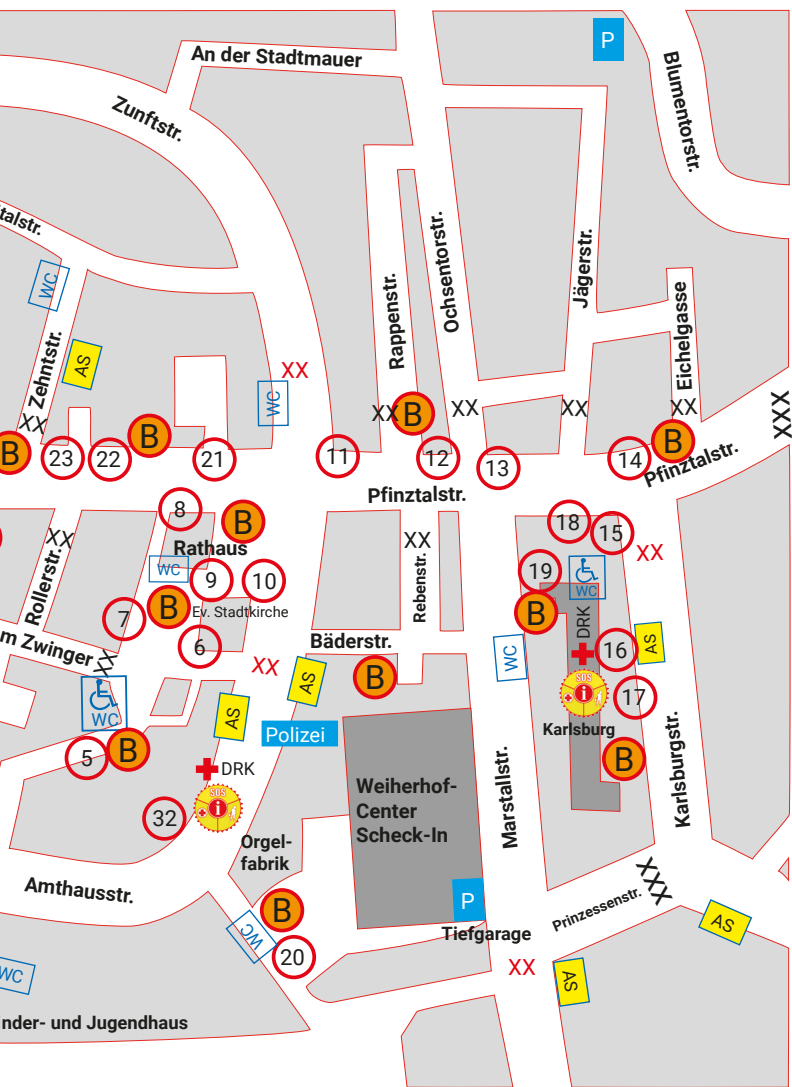 P
An der Stadtmauer
Blumentorstr.
Zunftstr.
talstr.
WC
Zehntstr.
AS
XX
Rappenstr.
Ochsentorstr.
Jägerstr.
Eichelgasse
WC
XX
XX
B
XX
XX
XX
XXX
B
23
22
B
21
11
12
13
14
B
Pfinztalstr.
Pfinztalstr.
8
B
18
15
XX
Rollerstr.
Rathaus
XX
Rebenstr.
XX
WC
9
10
19
WC
B
Ev. Stadtkirche
7
B
6
DRK
16
AS
m Zwinger
XX
XX
Bäderstr.
WC
AS
B
SOS
i
17
WC
AS
Polizei
Karlsburg
5
B
DRK
B
Weiherhof-
Center
Scheck-In
Marstallstr.
Karlsburgstr.
SOS
i
32
Orgel-
fabrik
Amthausstr.
XXX
P
Prinzessenstr.
B
WC
AS
Tiefgarage
20
WC
XX
AS
nder- und Jugendhaus